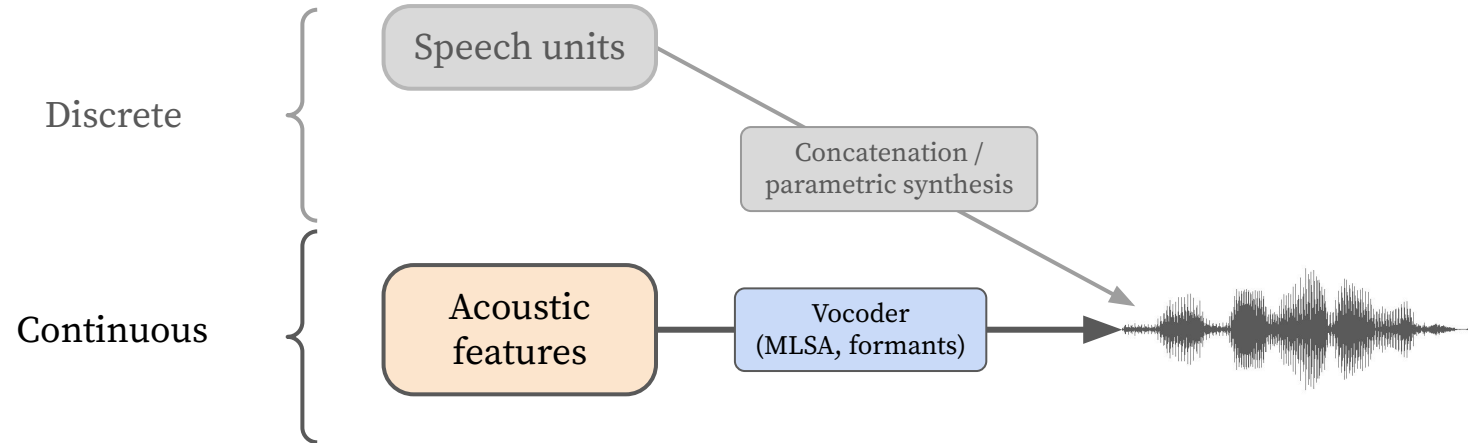 Speech units
Discrete
Concatenation /
parametric synthesis
Continuous
Acoustic
features
Vocoder
(MLSA, formants)